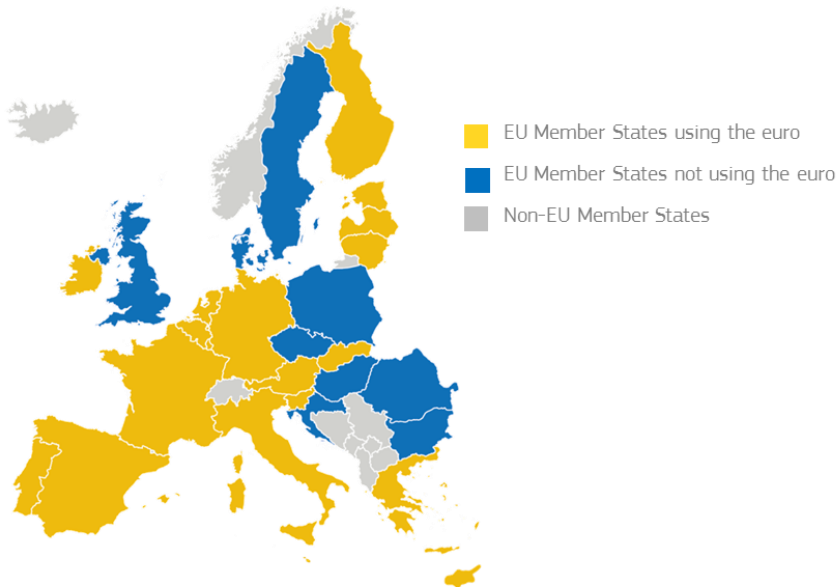 EU Member States using the euro
EU Member States not using the euro
Non-EU Member States